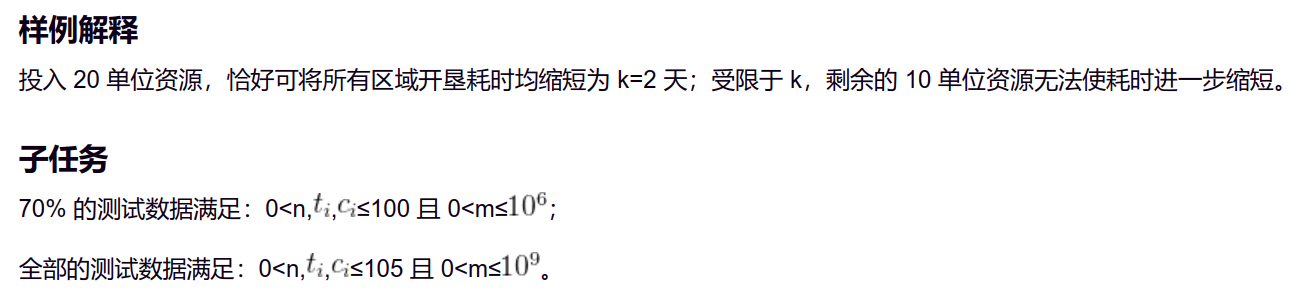 样例解释
投入 20 单位资源，恰好可将所有区域开垦耗时均缩短为 k=2 天；受限于 k，剩余的 10 单位资源无法使耗时进一步缩短。
子任务
70% 的测试数据满足：0<n,tᵢ,cᵢ≤100 且 0<m≤10⁶；
全部的测试数据满足：0<n,tᵢ,cᵢ≤105 且 0<m≤10⁹。